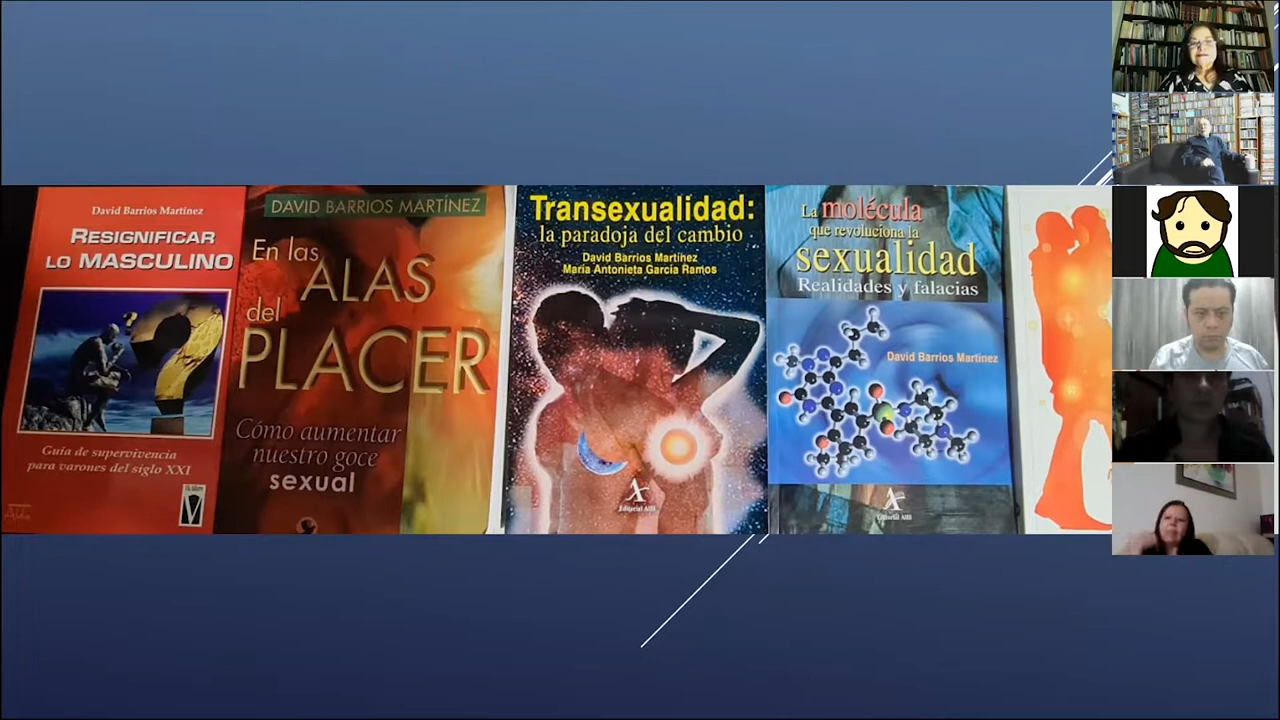 David Barrios Martínez
RESIGNIFICAR
LO MASCULINO
Guía de supervivencia
para varones del siglo XXI
DAVID BARRIOS MARTÍNEZ
En las
ALAS
del
PLACER
Cómo aumentar
nuestro goce
sexual
Transexualidad:
la paradoja del cambio
David Barrios Martínez
María Antonieta García Ramos
Editorial Alfil
La molécula
que revoluciona la
sexualidad
Realidades y falacias
David Barrios Martínez
Editorial Alfil